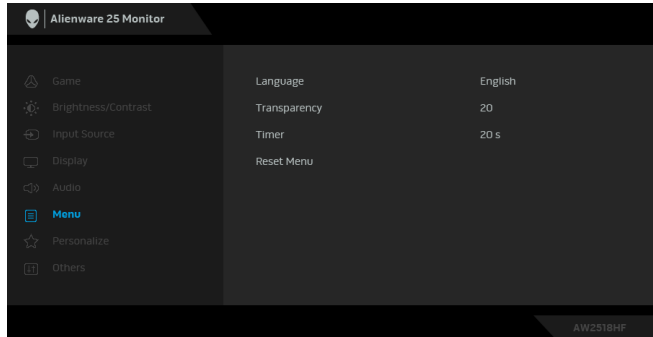 Alienware 25 Monitor
Game
Language English
Brightness/Contrast
Transparency 20
Input Source
Timer 20 s
Display
Reset Menu
Audio
Menu
Personalize
Others
AW2518HF